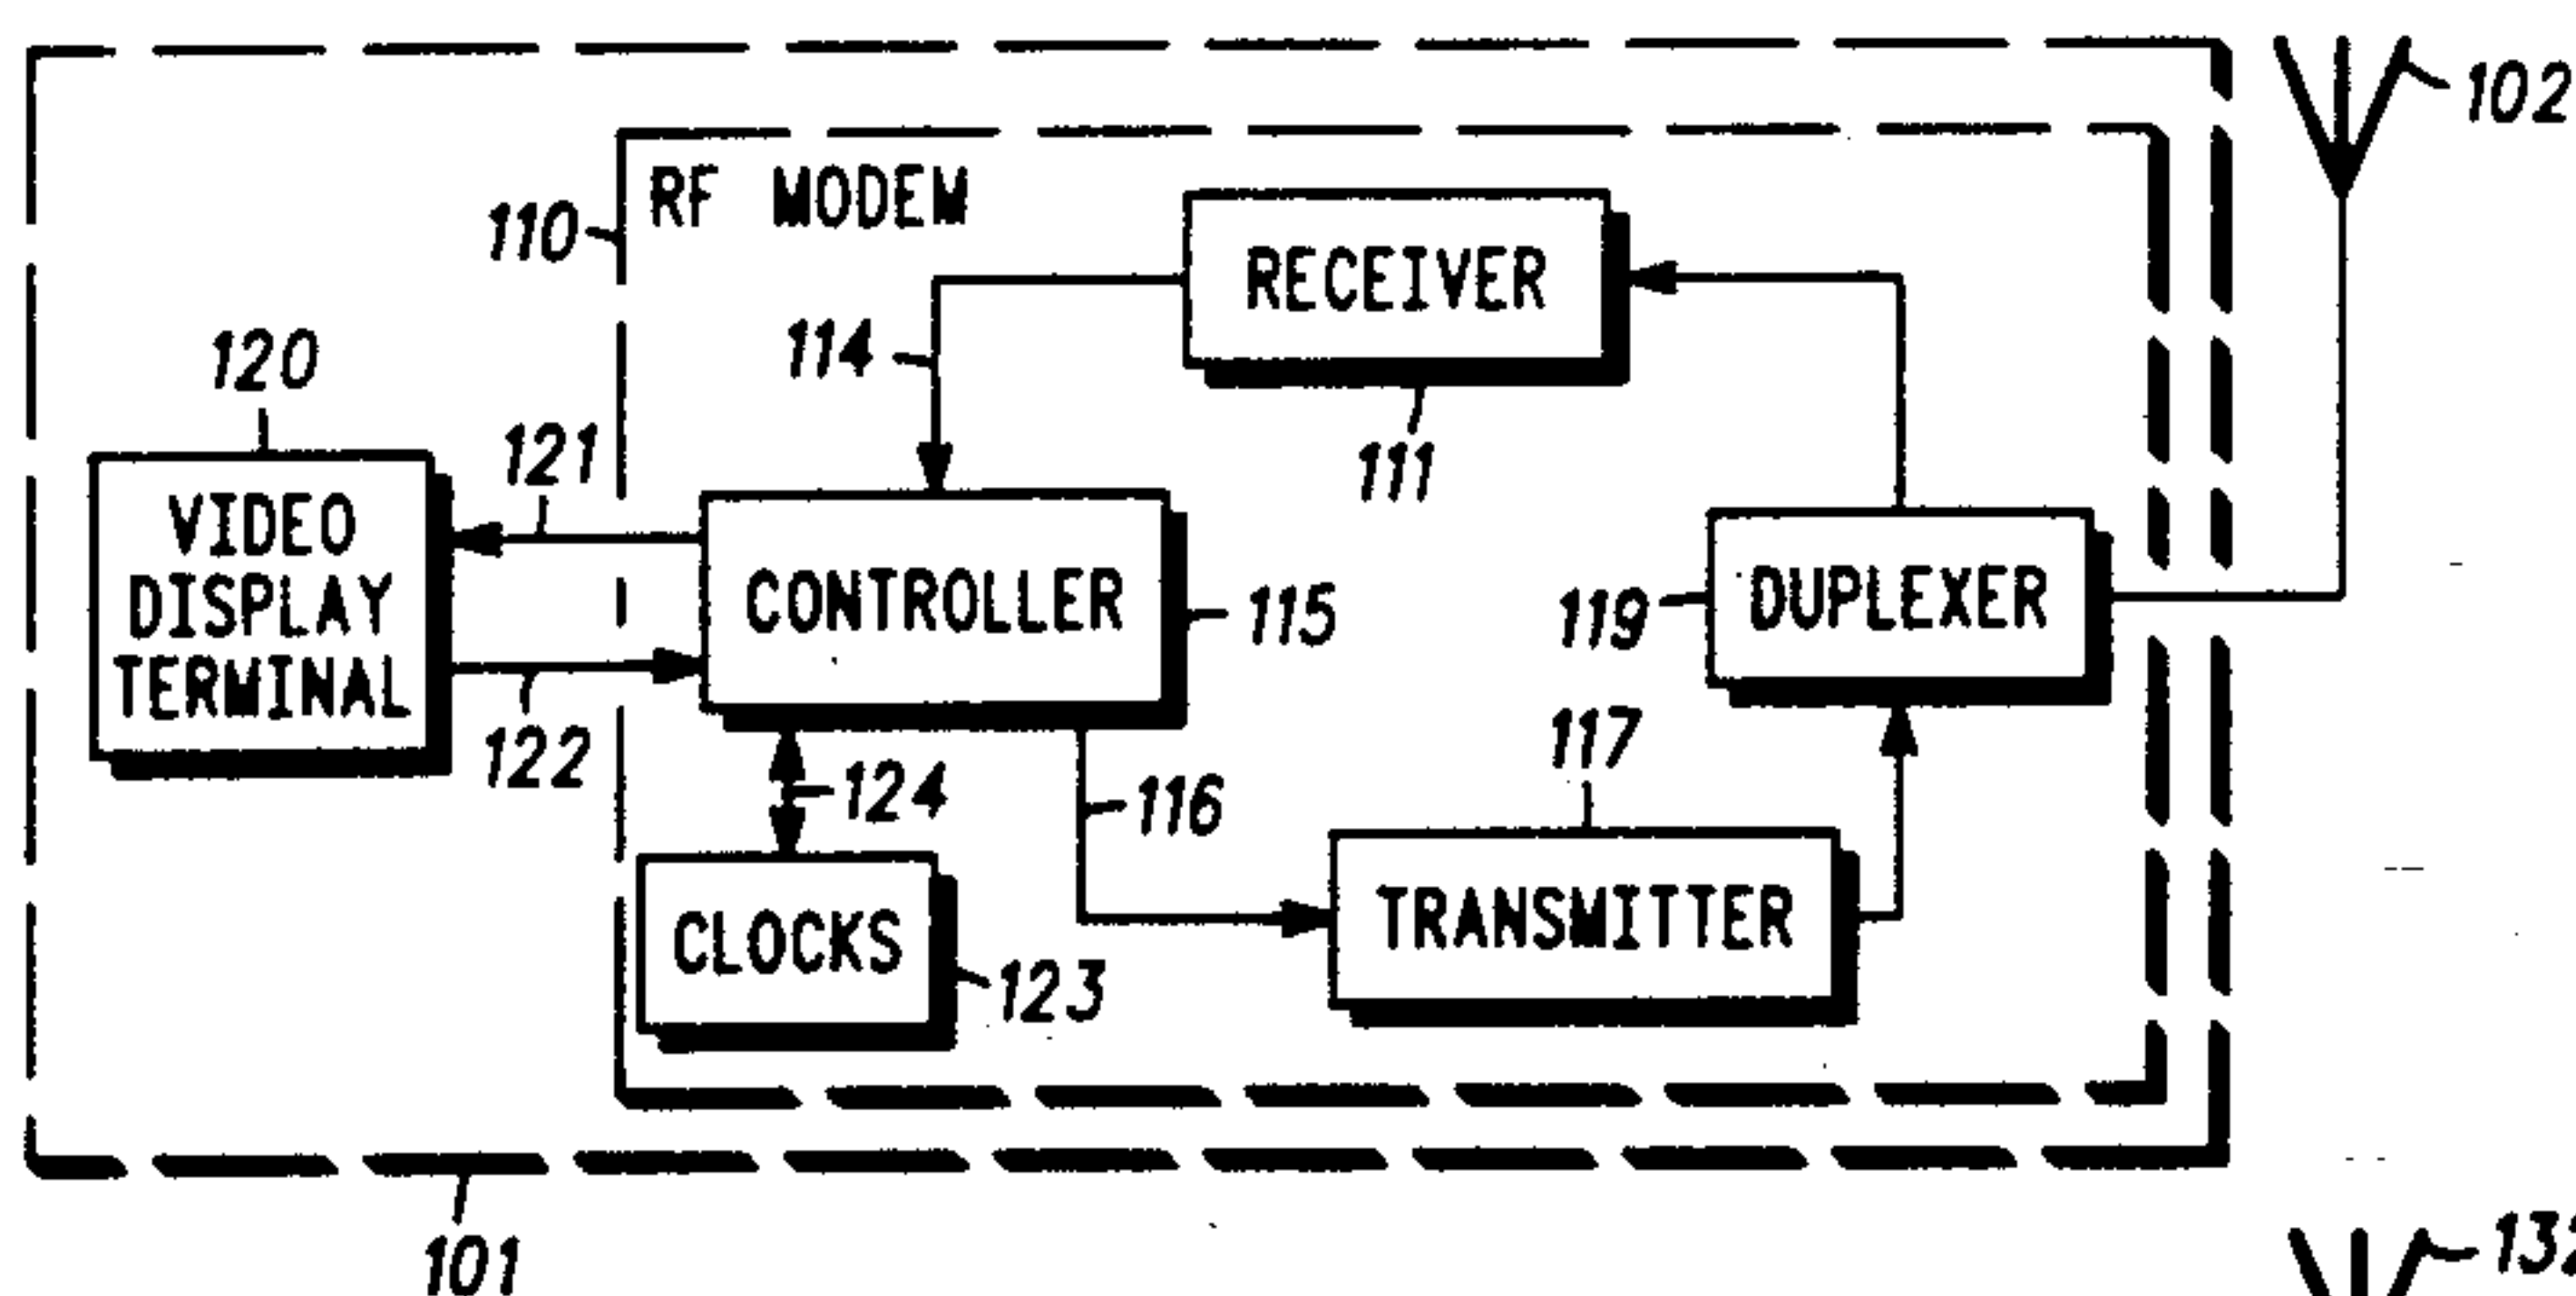 102
RF MODEM
110
RECEIVER
114
120
121
111
VIDEO
DISPLAY
TERMINAL
CONTROLLER
115
119
DUPLEXER
122
124
116
117
CLOCKS
123
TRANSMITTER
101